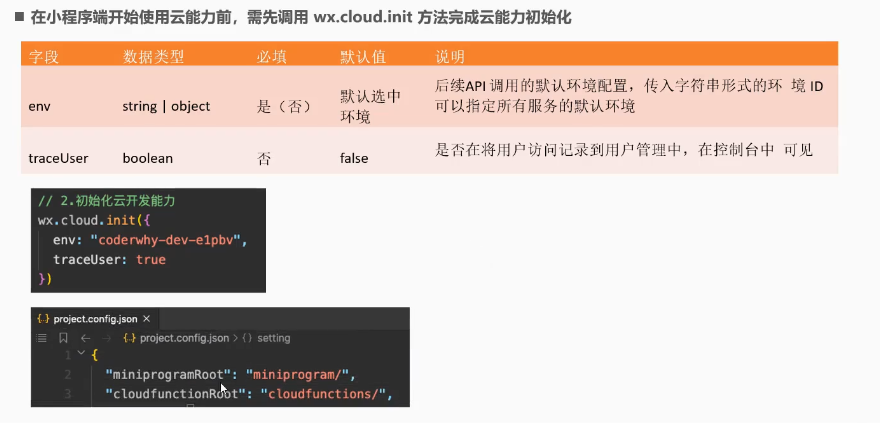 ■ 在小程序端开始使用云能力前，需先调用 wx.cloud.init 方法完成云能力初始化
字段 数据类型 必填 默认值 说明
env string | object 是（否） 默认选中环境 后续API 调用的默认环境配置，传入字符串形式的环 境 ID
可以指定所有服务的默认环境
traceUser boolean 否 false 是否在将用户访问记录到用户管理中，在控制台中 可见
// 2.初始化云开发能力
wx.cloud.init({
env: "coderwhy-dev-e1pbv",
traceUser: true
})
{..} project.config.json ×
{..} project.config.json > {} setting
1 {
2 "miniprogramRoot": "miniprogram/",
3 "cloudfunctionRoot": "cloudfunctions/",